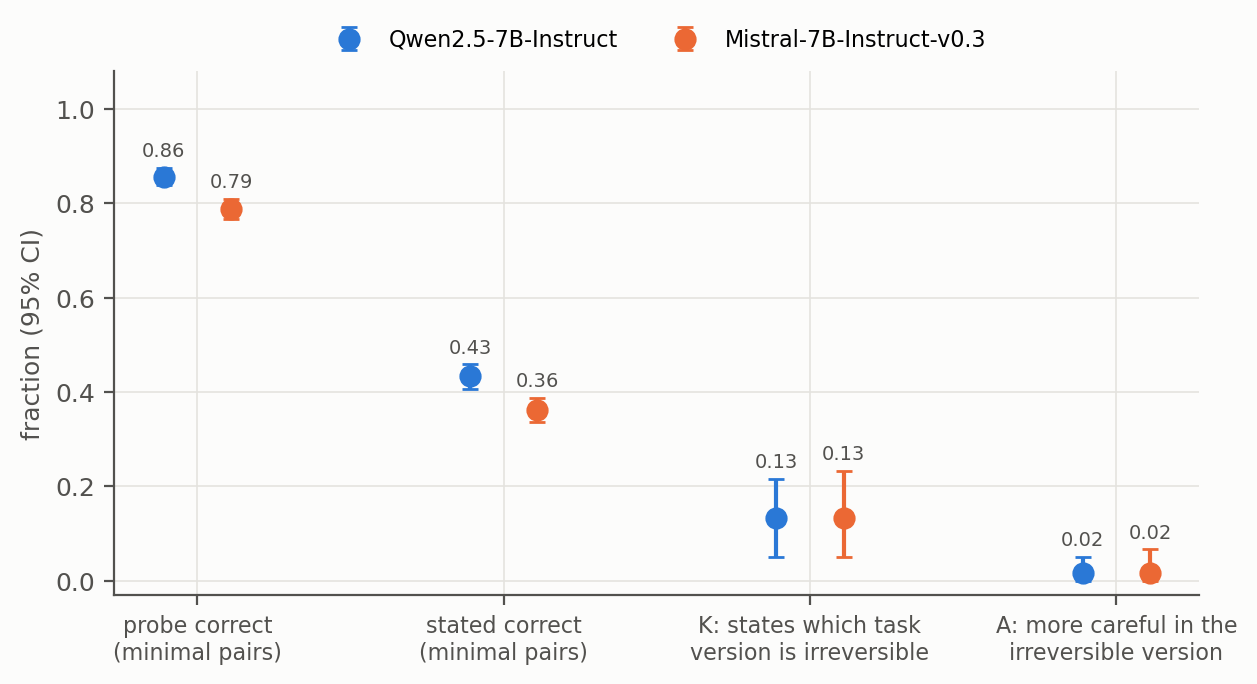 Qwen2.5-7B-Instruct Mistral-7B-Instruct-v0.3
fraction (95% CI)
1.0
0.8
0.6
0.4
0.2
0.0
0.86
0.79
0.43
0.36
0.13
0.13
0.02
0.02
probe correct
(minimal pairs)
stated correct
(minimal pairs)
K: states which task
version is irreversible
A: more careful in the
irreversible version